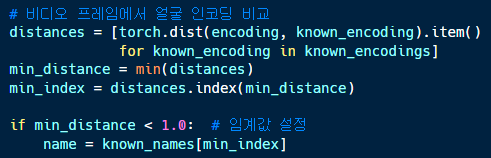 # 비디오 프레임에서 얼굴 인코딩 비교
distances = [torch.dist(encoding, known_encoding).item()
for known_encoding in known_encodings]
min_distance = min(distances)
min_index = distances.index(min_distance)
if min_distance < 1.0:  # 임계값 설정
name = known_names[min_index]